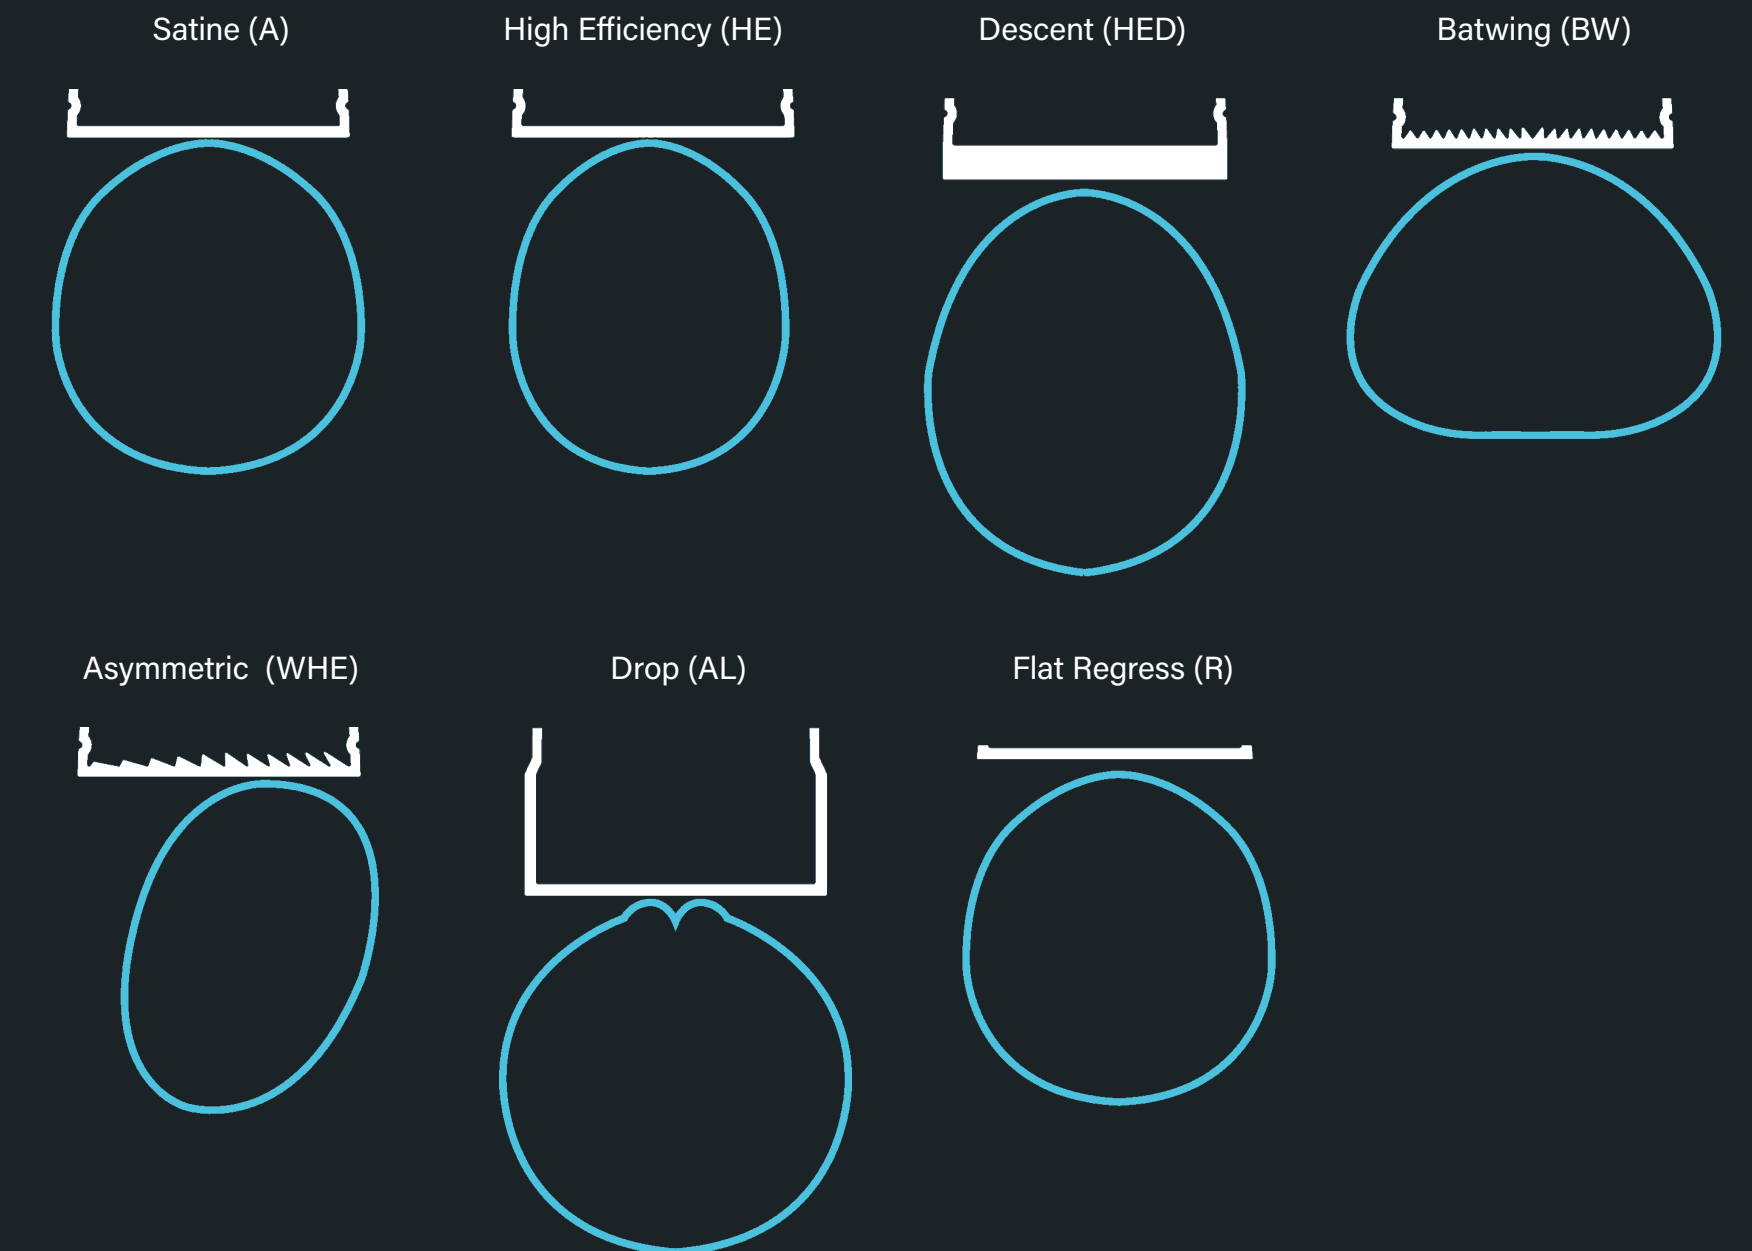 Satine (A)
High Efficiency (HE)
Descent (HED)
Batwing (BW)
Asymmetric  (WHE)
Drop (AL)
Flat Regress (R)